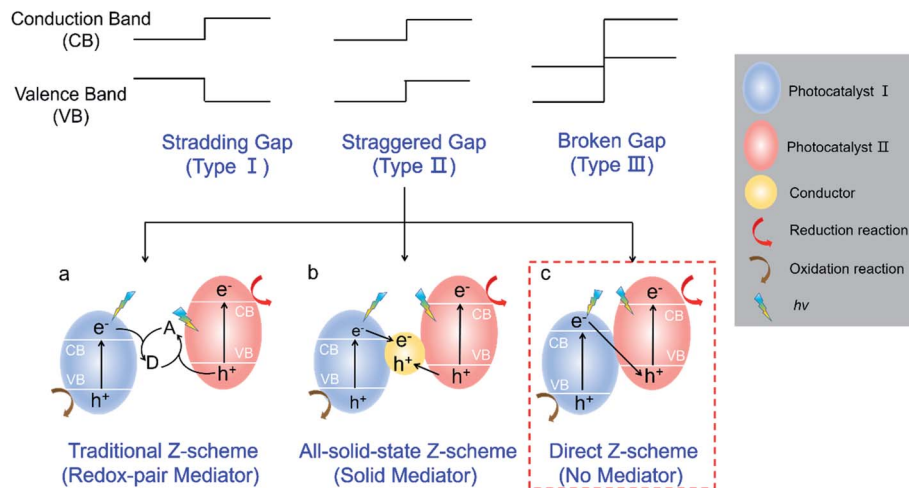 Conduction Band
(CB)
Valence Band
(VB)
Stradding Gap
(Type Ⅰ)
Straggered Gap
(Type Ⅱ)
Broken Gap
(Type Ⅲ)
Photocatalyst Ⅰ
Photocatalyst Ⅱ
Conductor
Reduction reaction
Oxidation reaction
hv
a
e-
CB
VB
h+
A
D
e-
CB
VB
h+
Traditional Z-scheme
(Redox-pair Mediator)
b
e-
CB
VB
h+
e-
h+
e-
CB
VB
h+
All-solid-state Z-scheme
(Solid Mediator)
c
e-
CB
VB
h+
e-
CB
VB
h+
Direct Z-scheme
(No Mediator)